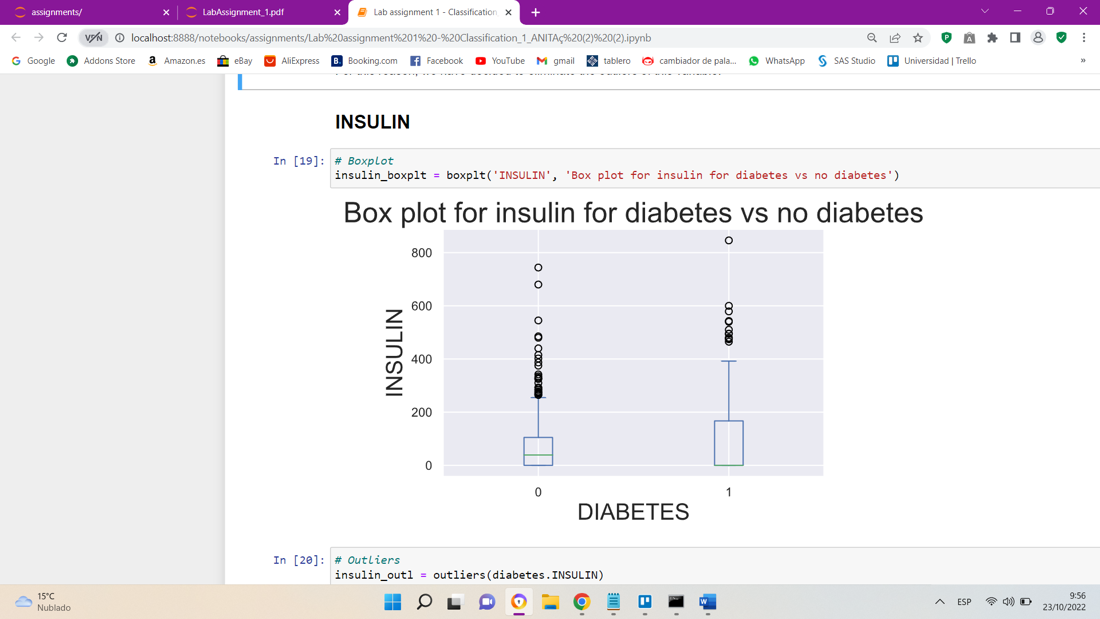 assignments/
LabAssignment_1.pdf
Lab assignment 1 - Classification
VPN
localhost:8888/notebooks/assignments/Lab%20assignment%201%20-%20Classification_1_ANITAç%20(2)%20(2).ipynb
Google
Addons Store
Amazon.es
eBay
AliExpress
Booking.com
Facebook
YouTube
gmail
tablero
cambiador de pala...
WhatsApp
SAS Studio
Universidad | Trello
»
INSULIN
In [19]: # Boxplot
insulin_boxplt = boxplt('INSULIN', 'Box plot for insulin for diabetes vs no diabetes')
Box plot for insulin for diabetes vs no diabetes
800
600
400
200
0
INSULIN
0 1
DIABETES
In [20]: # Outliers
insulin_outl = outliers(diabetes.INSULIN)
15°C
Nublado
ESP
9:56
23/10/2022